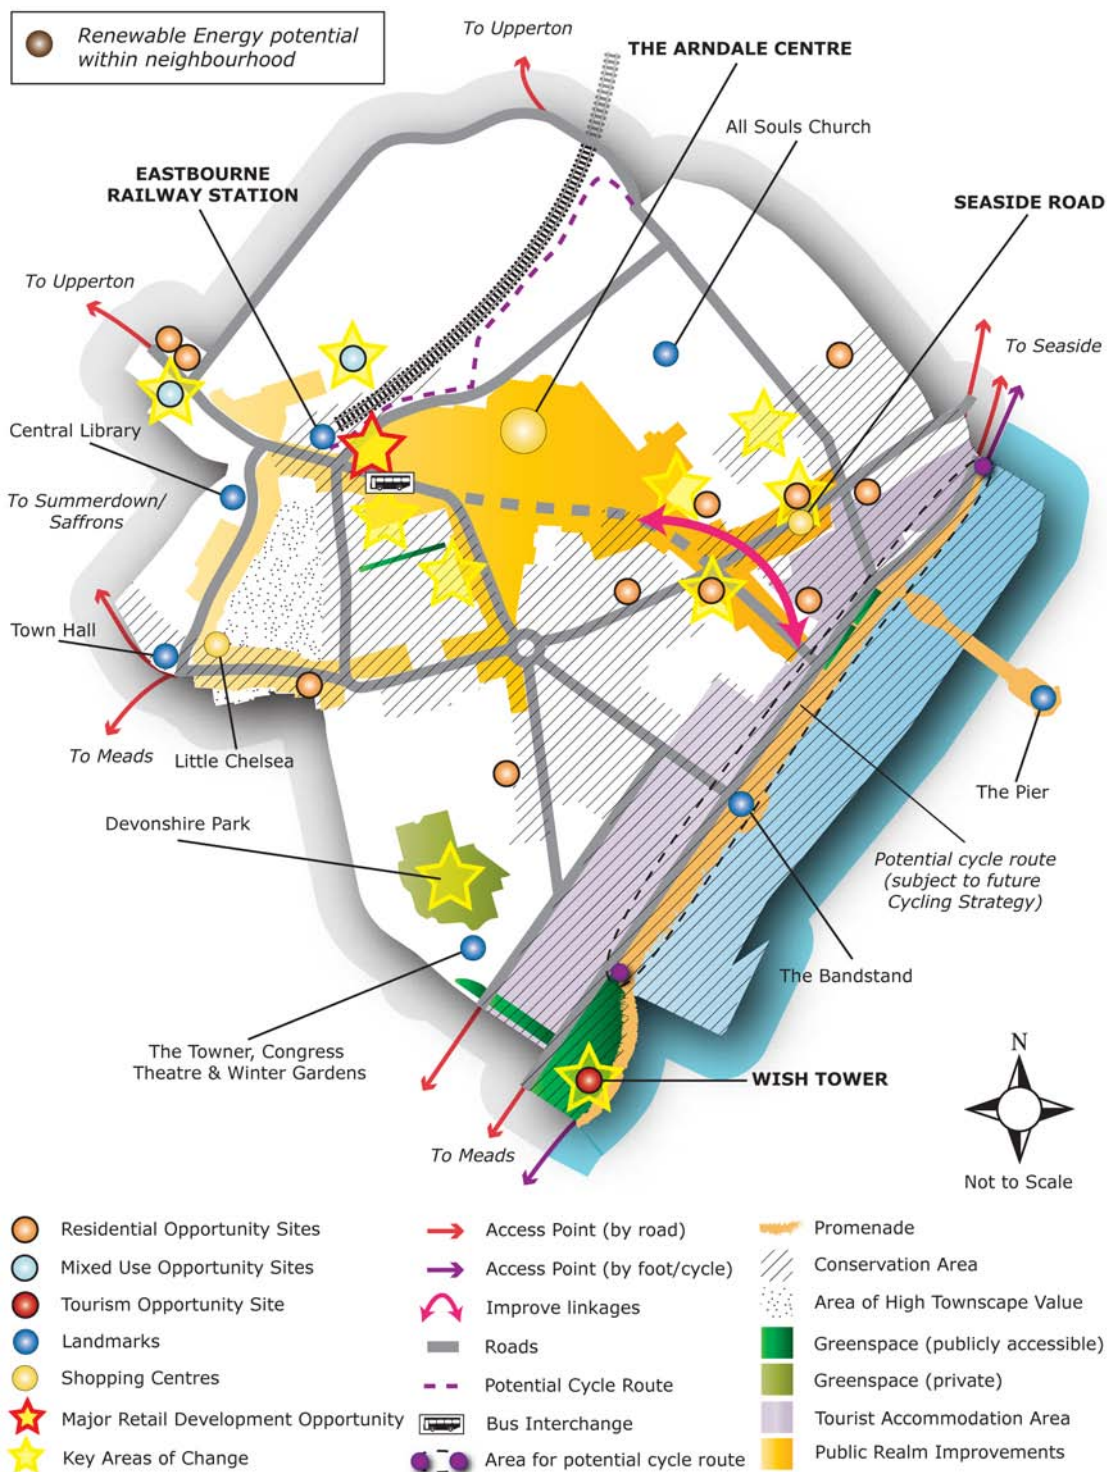 Renewable Energy potential
within neighbourhood
To Upperton
THE ARNDALE CENTRE
All Souls Church
EASTBOURNE
RAILWAY STATION
SEASIDE ROAD
To Upperton
To Seaside
Central Library
To Summerdown/
Saffrons
Town Hall
To Meads
Little Chelsea
The Pier
Devonshire Park
Potential cycle route
(subject to future
Cycling Strategy)
The Bandstand
The Towner, Congress
Theatre & Winter Gardens
WISH TOWER
N
To Meads
Not to Scale
Residential Opportunity Sites
Mixed Use Opportunity Sites
Tourism Opportunity Site
Landmarks
Shopping Centres
Major Retail Development Opportunity
Key Areas of Change
Access Point (by road)
Access Point (by foot/cycle)
Improve linkages
Roads
Potential Cycle Route
Bus Interchange
Area for potential cycle route
Promenade
Conservation Area
Area of High Townscape Value
Greenspace (publicly accessible)
Greenspace (private)
Tourist Accommodation Area
Public Realm Improvements